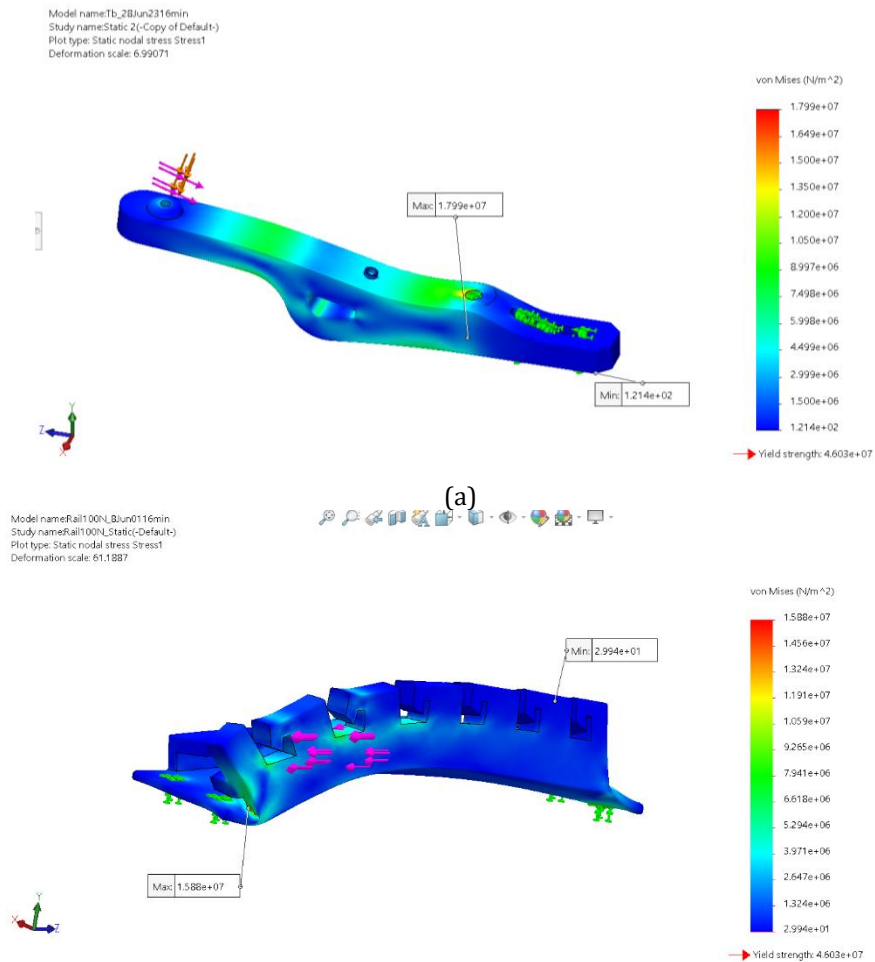 Model name:Tb_28Jun2316min
Study name:Static 2(-Copy of Default-)
Plot type: Static nodal stress Stress1
Deformation scale: 6.99071
von Mises (N/m^2)
1.799e+07
1.649e+07
1.500e+07
1.350e+07
1.200e+07
1.050e+07
8.997e+06
7.498e+06
5.998e+06
4.499e+06
2.999e+06
1.500e+06
1.214e+02
Yield strength: 4.603e+07
Max: 1.799e+07
Min: 1.214e+02
Y
Z
X
(a)
Model name:Rail100N_8Jun0116min
Study name:Rail100N_Static(-Default-)
Plot type: Static nodal stress Stress1
Deformation scale: 61.1887
von Mises (N/m^2)
1.588e+07
1.456e+07
1.324e+07
1.191e+07
1.059e+07
9.265e+06
7.941e+06
6.618e+06
5.294e+06
3.971e+06
2.647e+06
1.324e+06
2.994e+01
Yield strength: 4.603e+07
Min: 2.994e+01
Max: 1.588e+07
Y
X
Z